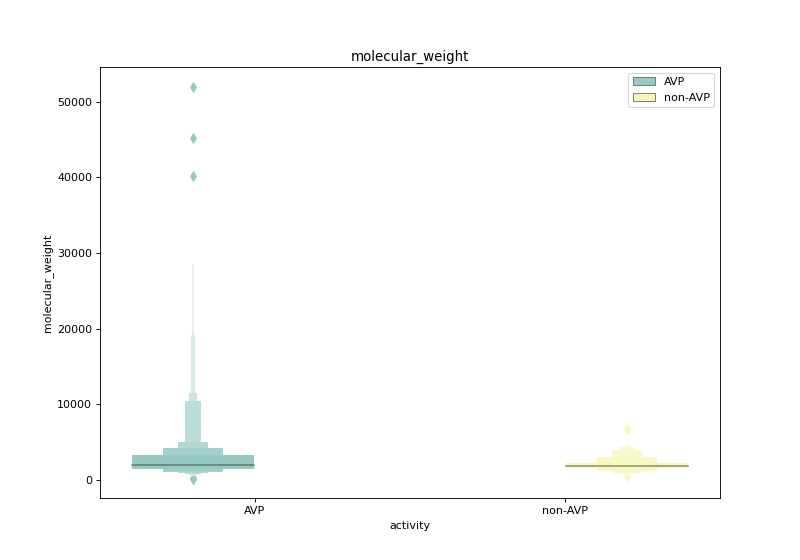 molecular_weight
AVP
non-AVP
50000
40000
30000
20000
10000
0
molecular_weight
AVP
non-AVP
activity